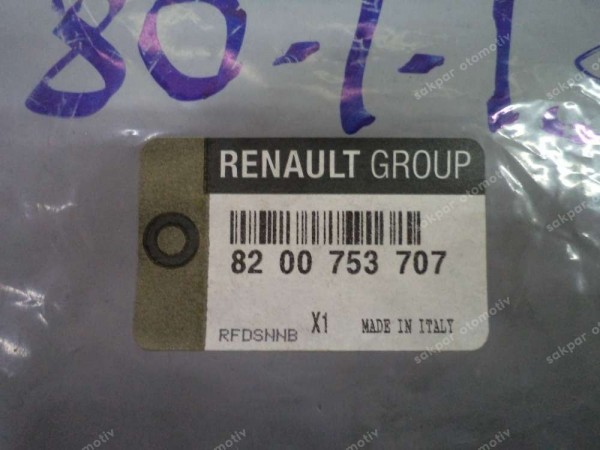 80-1-1
RENAULT GROUP
82 00 753 707
RFDSNNB X1 MADE IN ITALY
sakpar otomotiv